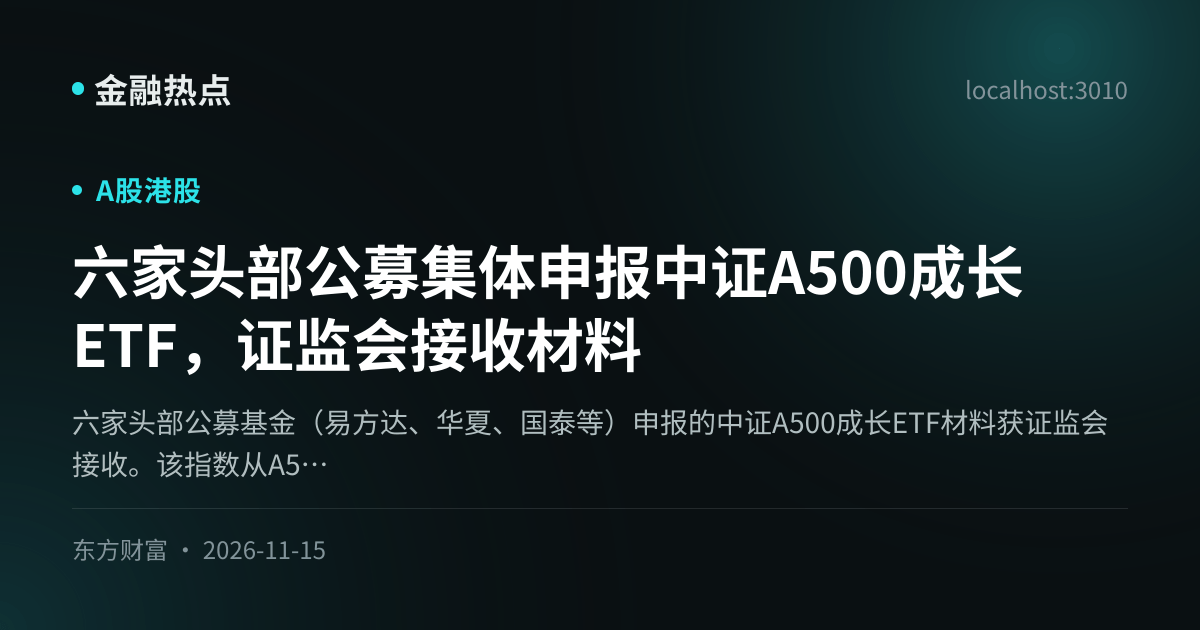 金融热点
localhost:3010
A股港股
六家头部公募集体申报中证A500成长
ETF，证监会接收材料
六家头部公募基金（易方达、华夏、国泰等）申报的中证A500成长ETF材料获证监会
接收。该指数从A5…
东方财富 · 2026-11-15